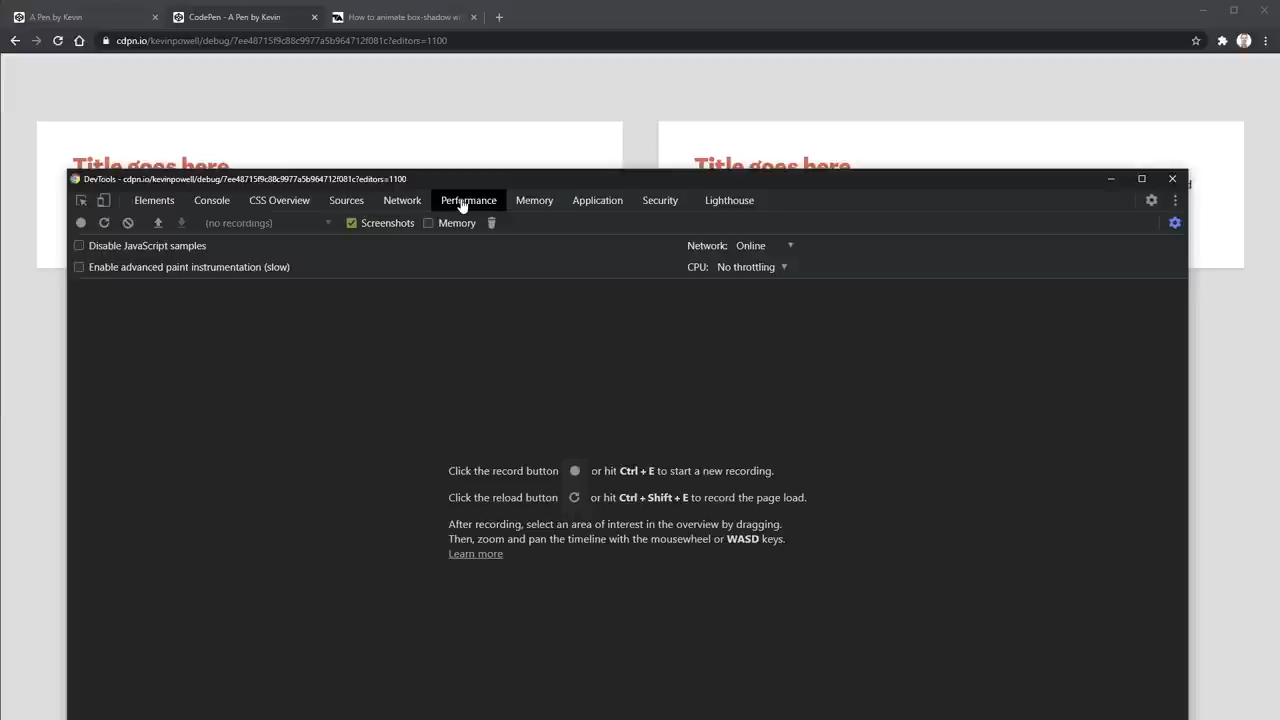 A Pen by Kevin
CodePen - A Pen by Kevin
How to animate box-shadow wi
cdpn.io/kevinpowell/debug/7ee48715f9c88c9977a5b964712f081c?editors=1100
Title goes here
Title goes here
DevTools - cdpn.io/kevinpowell/debug/7ee48715f9c88c9977a5b964712f081c?editors=1100
Elements Console CSS Overview Sources Network Performance Memory Application Security Lighthouse
(no recordings) Screenshots Memory
Disable JavaScript samples Network: Online
Enable advanced paint instrumentation (slow) CPU: No throttling
Click the record button or hit Ctrl + E to start a new recording.
Click the reload button or hit Ctrl + Shift + E to record the page load.
After recording, select an area of interest in the overview by dragging.
Then, zoom and pan the timeline with the mousewheel or WASD keys.
Learn more